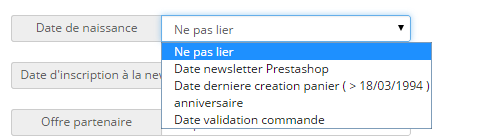 Date de naissance
Ne pas lier
Ne pas lier
Date newsletter Prestashop
Date d'inscription à la new
Date derniere creation panier ( > 18/03/1994 )
anniversaire
Offre partenaire
Date validation commande